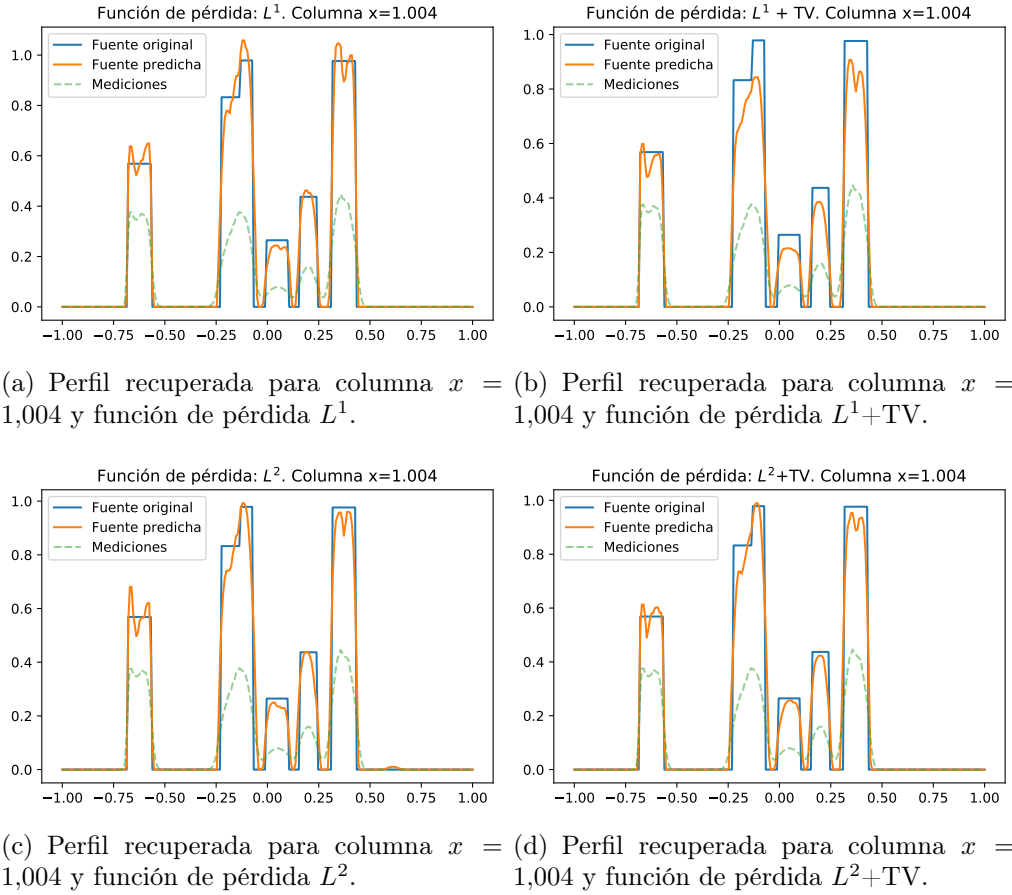 Función de pérdida: L¹. Columna x=1.004
Fuente original
Fuente predicha
Mediciones
1.0
0.8
0.6
0.4
0.2
0.0
−1.00 −0.75 −0.50 −0.25 0.00 0.25 0.50 0.75 1.00
(a) Perfil recuperada para columna x =
1,004 y función de pérdida L¹.
Función de pérdida: L¹ + TV. Columna x=1.004
Fuente original
Fuente predicha
Mediciones
1.0
0.8
0.6
0.4
0.2
0.0
−1.00 −0.75 −0.50 −0.25 0.00 0.25 0.50 0.75 1.00
(b) Perfil recuperada para columna x =
1,004 y función de pérdida L¹+TV.
Función de pérdida: L². Columna x=1.004
Fuente original
Fuente predicha
Mediciones
1.0
0.8
0.6
0.4
0.2
0.0
−1.00 −0.75 −0.50 −0.25 0.00 0.25 0.50 0.75 1.00
(c) Perfil recuperada para columna x =
1,004 y función de pérdida L².
Función de pérdida: L²+TV. Columna x=1.004
Fuente original
Fuente predicha
Mediciones
1.0
0.8
0.6
0.4
0.2
0.0
−1.00 −0.75 −0.50 −0.25 0.00 0.25 0.50 0.75 1.00
(d) Perfil recuperada para columna x =
1,004 y función de pérdida L²+TV.